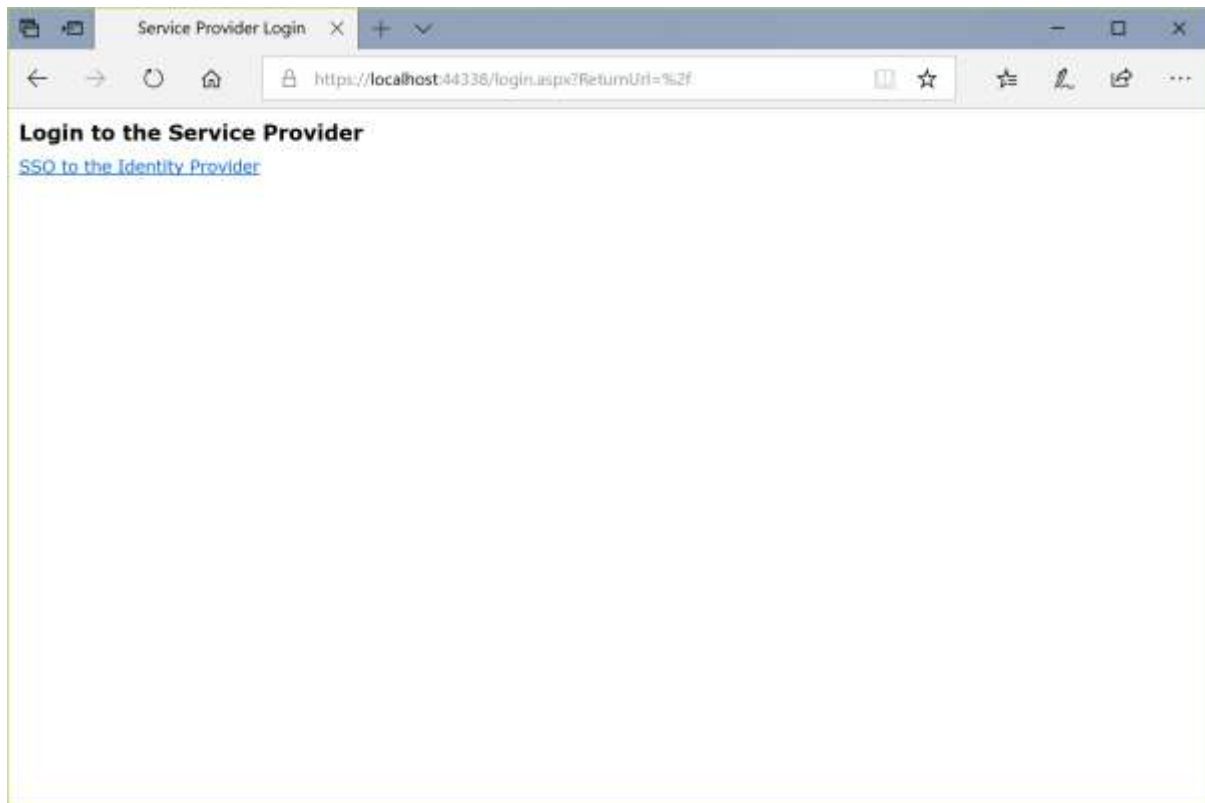 Service Provider Login
https://localhost:44338/login.aspx?ReturnUrl=%2f
Login to the Service Provider
SSO to the Identity Provider